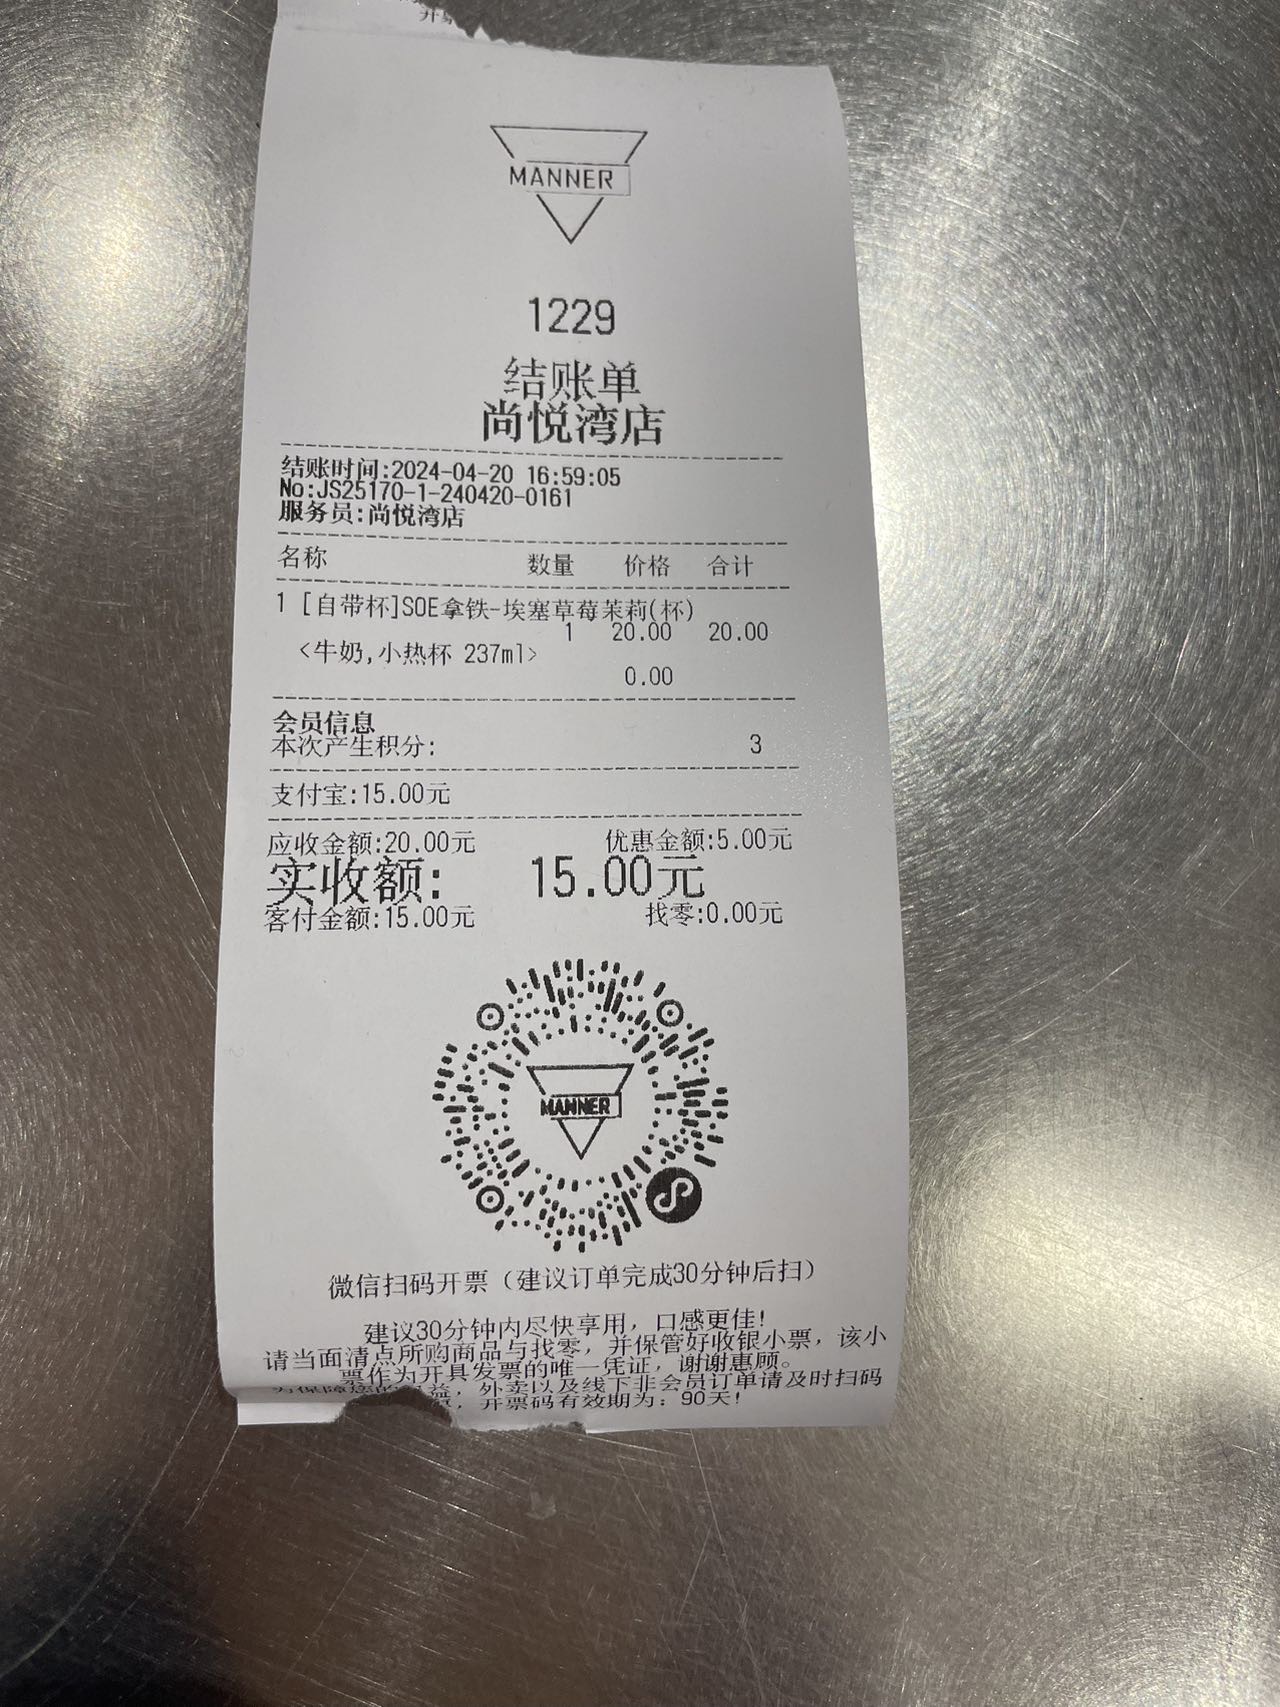 MANNER
1229
结账单
尚悦湾店
结账时间:2024-04-20 16:59:05
No:JS25170-1-240420-0161
服务员:尚悦湾店
名称 数量 价格 合计
1 [自带杯]SOE拿铁-埃塞草莓茉莉(杯)
1 20.00 20.00
<牛奶,小热杯 237ml>
0.00
会员信息
本次产生积分: 3
支付宝:15.00元
应收金额:20.00元 优惠金额:5.00元
实收额: 15.00元
客付金额:15.00元 找零:0.00元
MANNER
微信扫码开票（建议订单完成30分钟后扫）
建议30分钟内尽快享用，口感更佳!
请当面清点所购商品与找零，并保管好收银小票，该小
票作为开具发票的唯一凭证，谢谢惠顾。
为保障您的 益，外卖以及线下非会员订单请及时扫码
，开票码有效期为：90天!